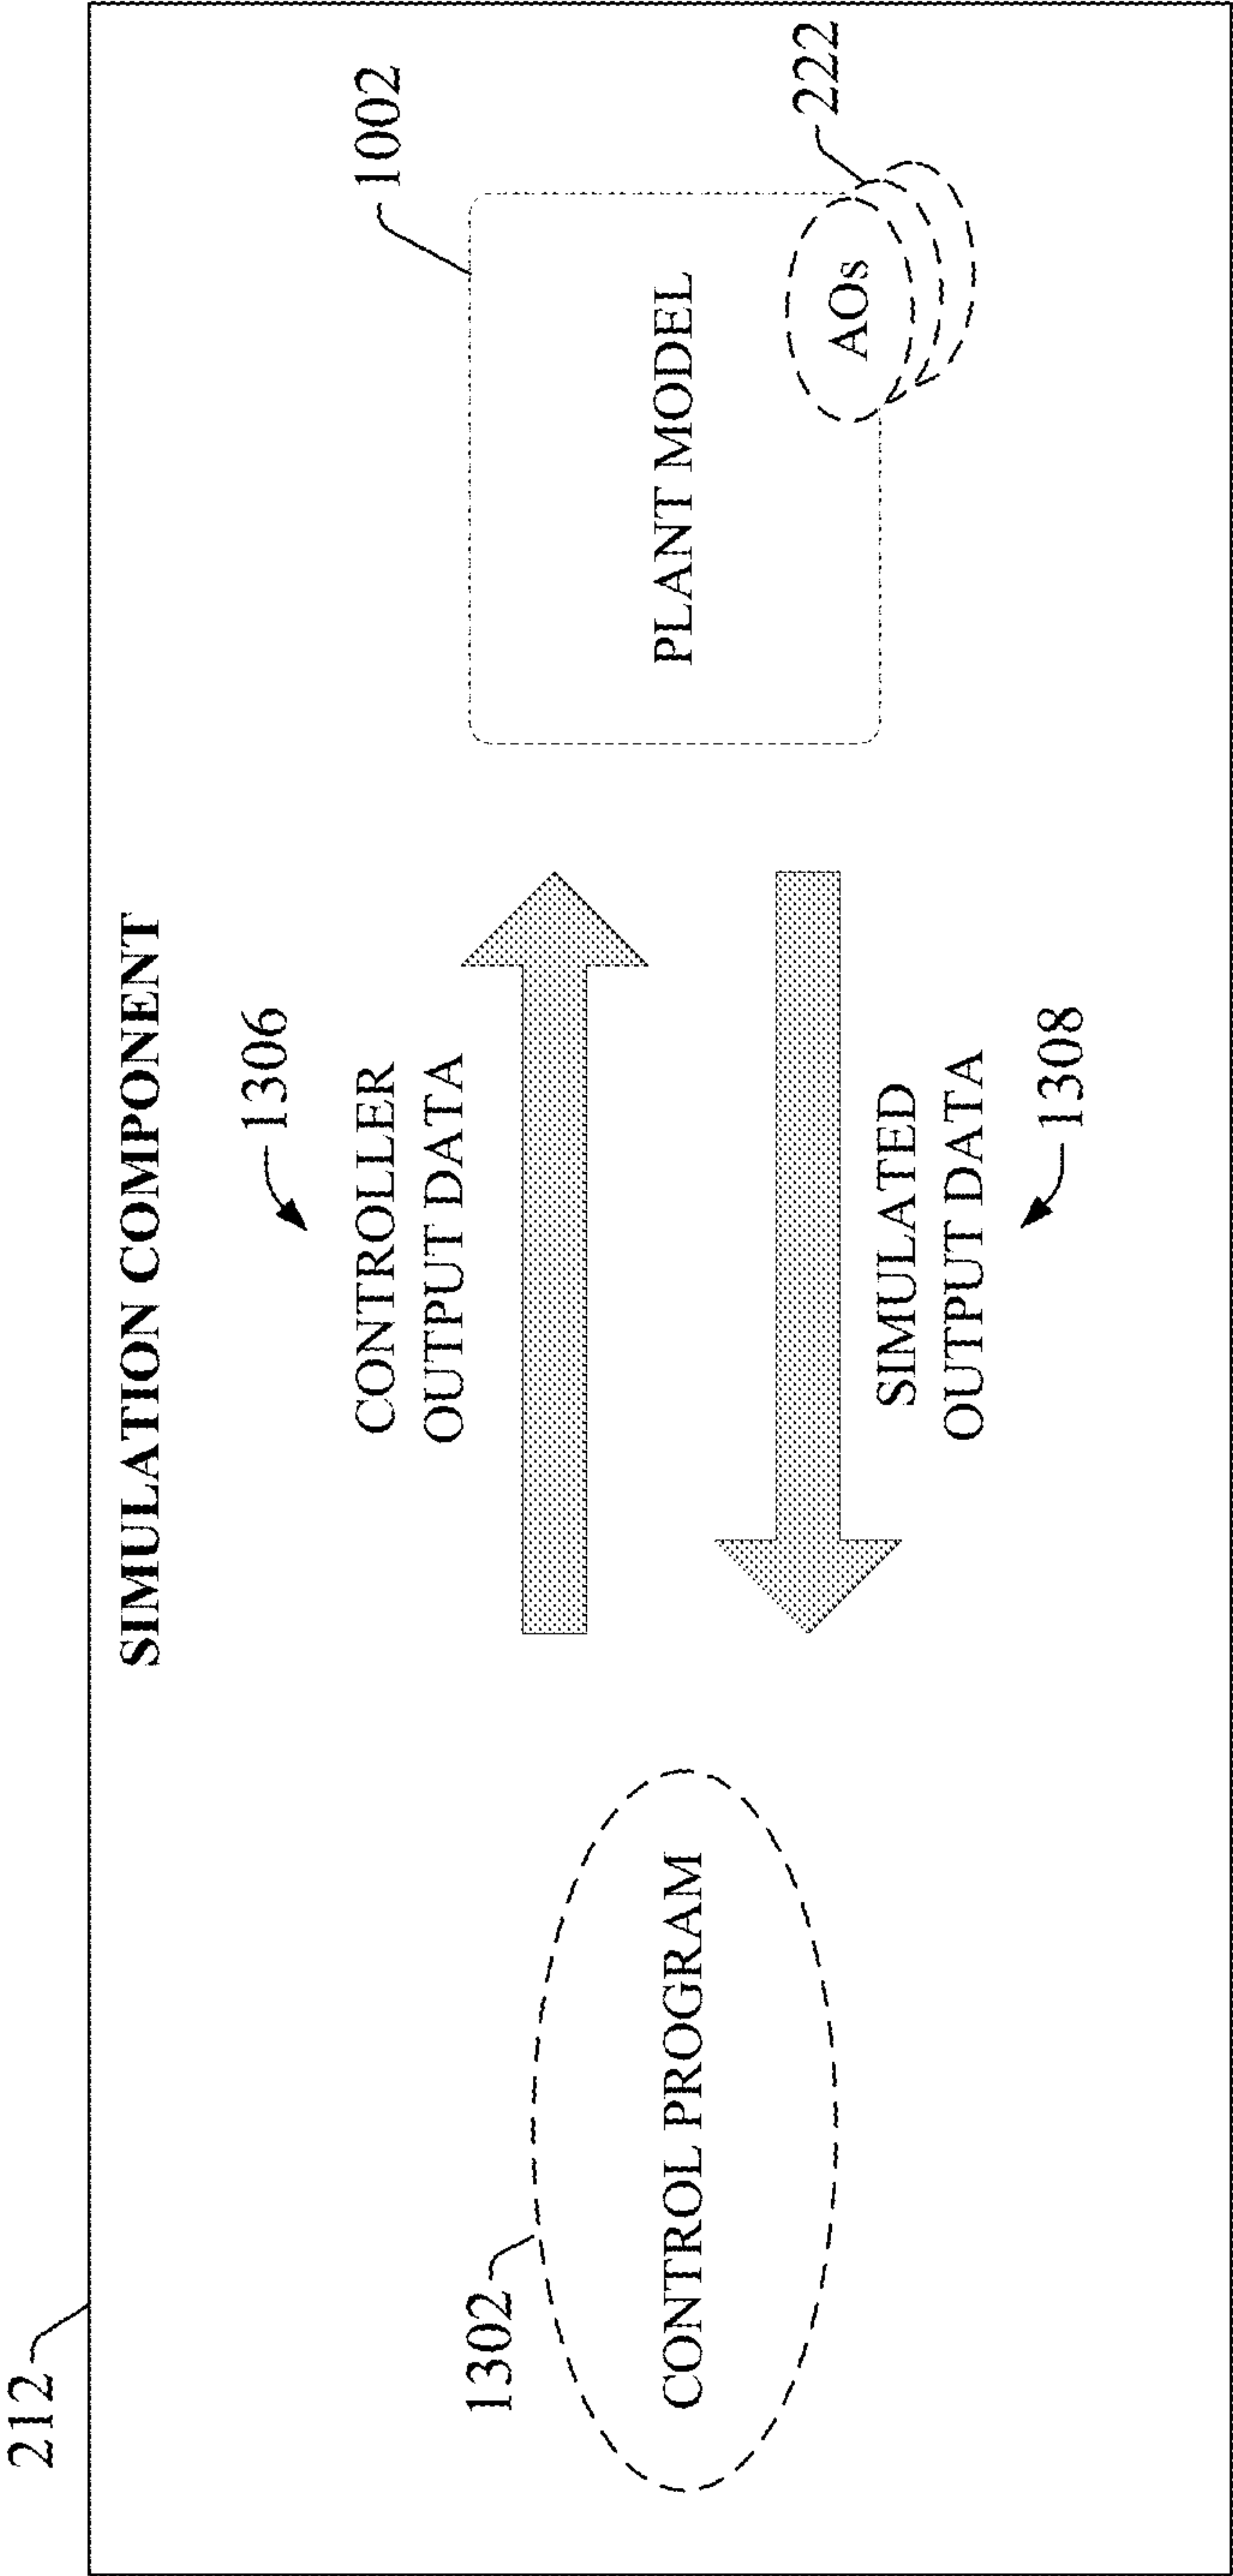 212
SIMULATION COMPONENT
1306
CONTROLLER
OUTPUT DATA
1302
CONTROL PROGRAM
1002
PLANT MODEL
AOs
222
SIMULATED
OUTPUT DATA
1308